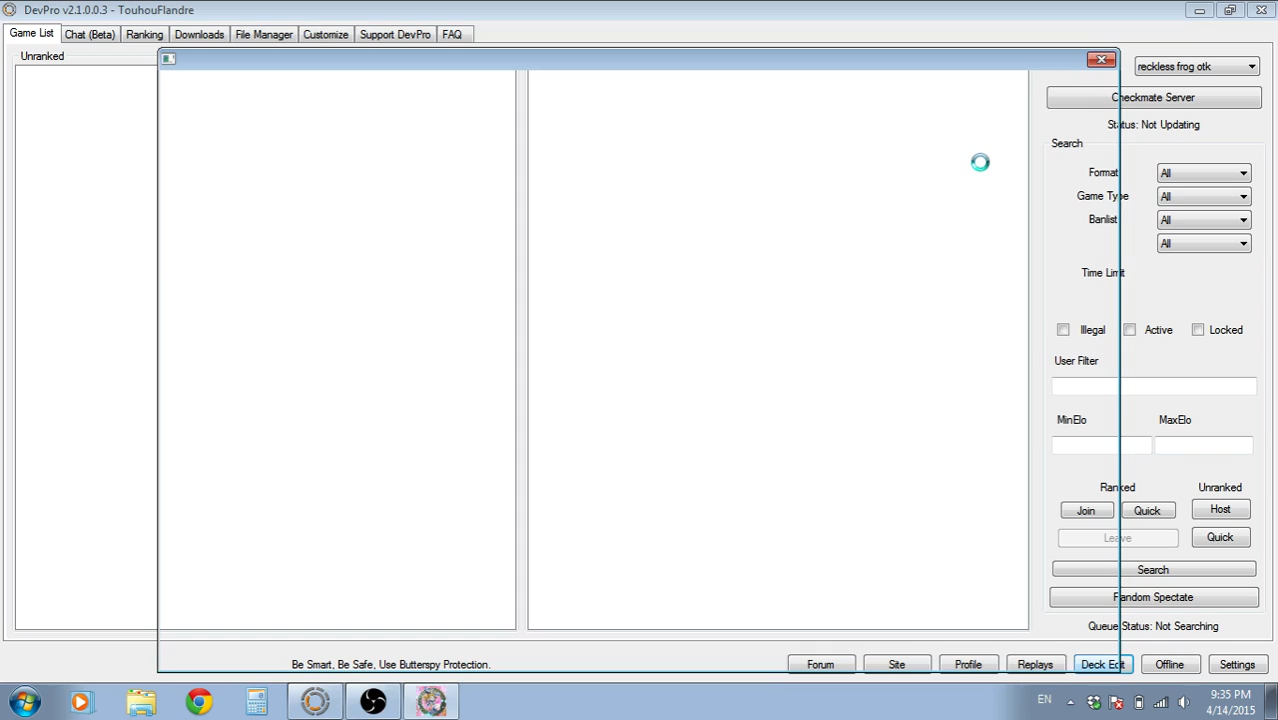 DevPro v2.1.0.0.3 - TouhouFlandre
Game List Chat (Beta) Ranking Downloads File Manager Customize Support DevPro FAQ
Unranked
reckless frog otk
Checkmate Server
Status: Not Updating
Search
Format All
Game Type All
Banlist All
All
Time Limit
Illegal Active Locked
User Filter
MinElo MaxElo
Ranked Unranked
Join Quick Host
Leave Quick
Search
Random Spectate
Queue Status: Not Searching
Be Smart, Be Safe, Use Butterspy Protection.
Forum Site Profile Replays Deck Edit Offline Settings
EN
9:35 PM
4/14/2015